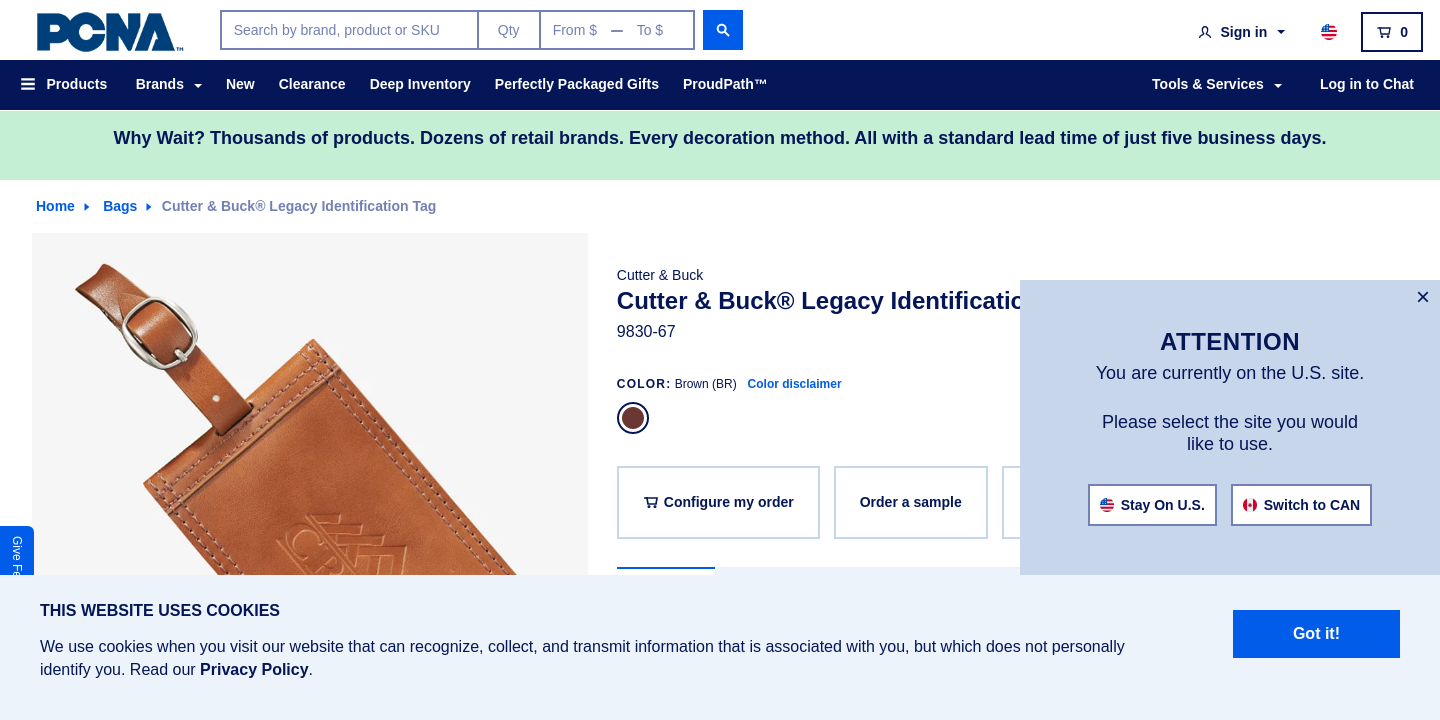 PCNA™
Search by brand, product or SKU
Qty
From $ — To $
Sign in
0
Products
Brands
New
Clearance
Deep Inventory
Perfectly Packaged Gifts
ProudPath™
Tools & Services
Log in to Chat
Why Wait? Thousands of products. Dozens of retail brands. Every decoration method. All with a standard lead time of just five business days.
Home
Bags
Cutter & Buck® Legacy Identification Tag
Cutter & Buck
Cutter & Buck® Legacy Identificatio
9830-67
COLOR: Brown (BR) Color disclaimer
Configure my order
Order a sample
×
ATTENTION
You are currently on the U.S. site.
Please select the site you would
like to use.
Stay On U.S.
Switch to CAN
Give Fe
THIS WEBSITE USES COOKIES
We use cookies when you visit our website that can recognize, collect, and transmit information that is associated with you, but which does not personally
identify you. Read our Privacy Policy.
Got it!